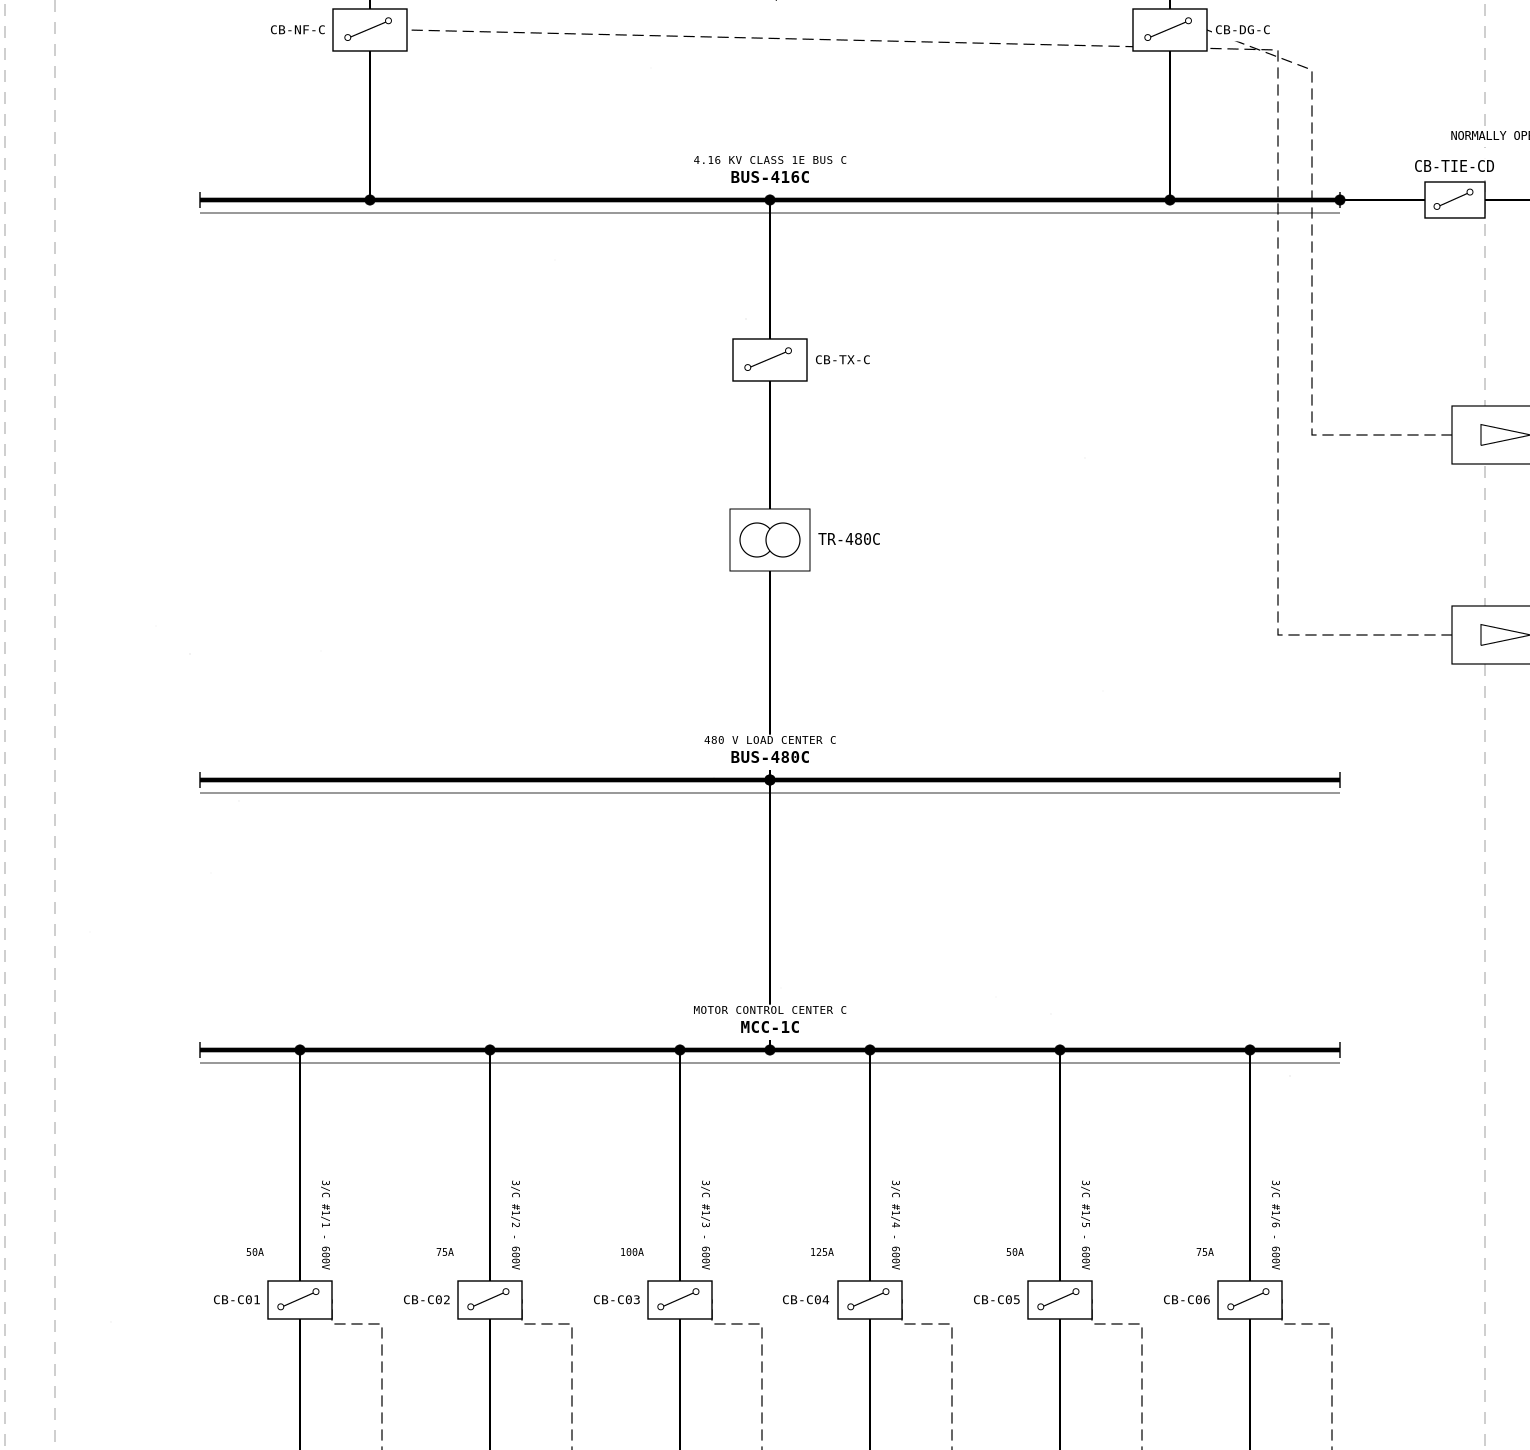 CB-NF-C
CB-DG-C
NORMALLY OPE
4.16 KV CLASS 1E BUS C
BUS-416C
CB-TIE-CD
CB-TX-C
TR-480C
480 V LOAD CENTER C
BUS-480C
MOTOR CONTROL CENTER C
MCC-1C
3/C #1/1 - 600V
3/C #1/2 - 600V
3/C #1/3 - 600V
3/C #1/4 - 600V
3/C #1/5 - 600V
3/C #1/6 - 600V
50A
75A
100A
125A
50A
75A
CB-C01
CB-C02
CB-C03
CB-C04
CB-C05
CB-C06